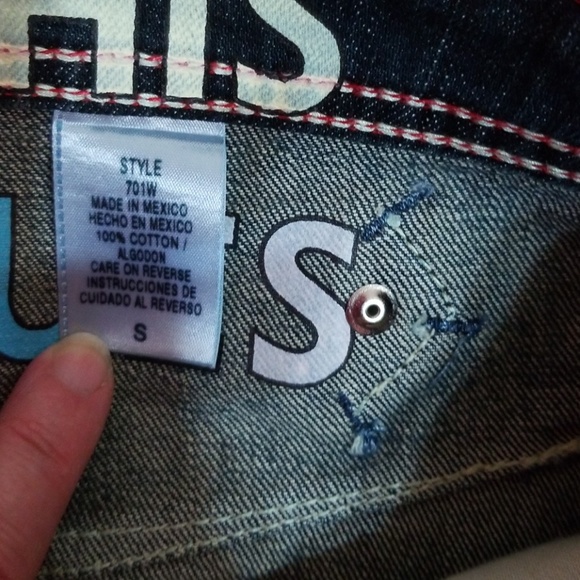 HIS
STYLE
701W
MADE IN MEXICO
HECHO EN MEXICO
100% COTTON /
ALGODON
CARE ON REVERSE
INSTRUCCIONES DE
CUIDADO AL REVERSO
S